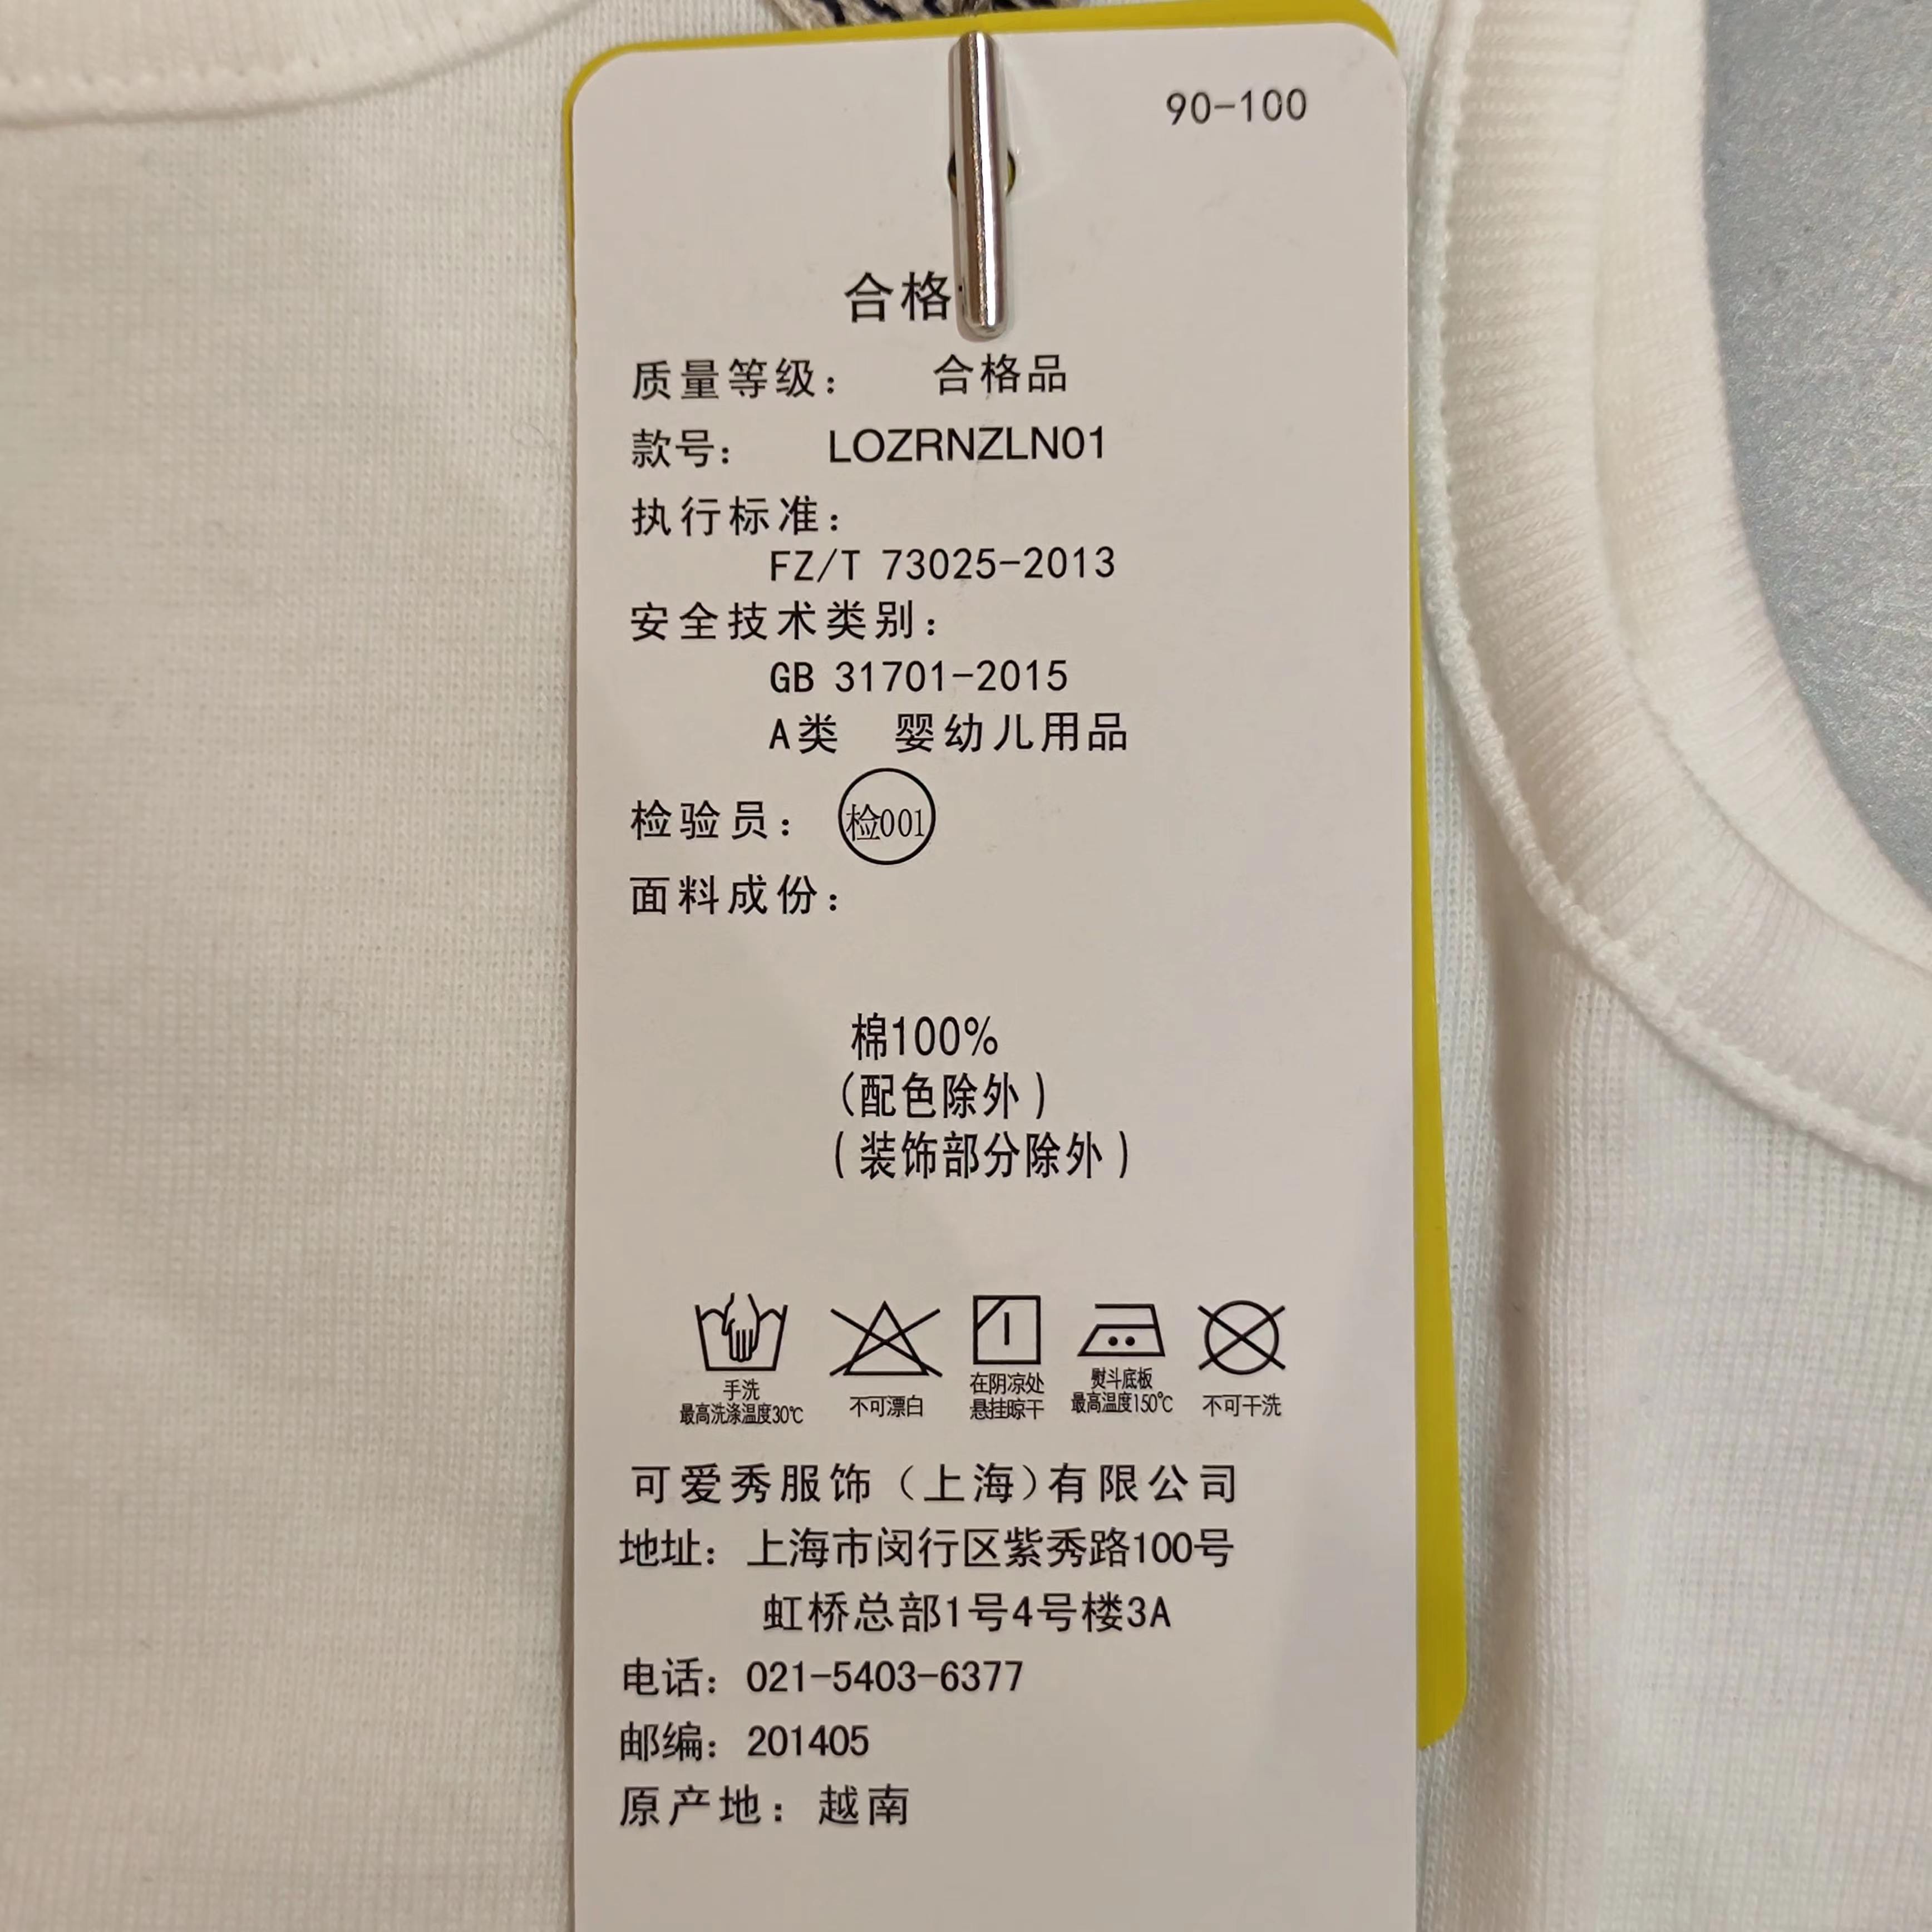 90-100
合格
质量等级： 合格品
款号： LOZRNZLN01
执行标准：
FZ/T 73025-2013
安全技术类别：
GB 31701-2015
A类 婴幼儿用品
检验员： 检001
面料成份：
棉100%
（配色除外）
（装饰部分除外）
手洗
最高洗涤温度30℃
不可漂白
在阴凉处
悬挂晾干
熨斗底板
最高温度150℃
不可干洗
可爱秀服饰（上海）有限公司
地址：上海市闵行区紫秀路100号
虹桥总部1号4号楼3A
电话：021-5403-6377
邮编：201405
原产地：越南